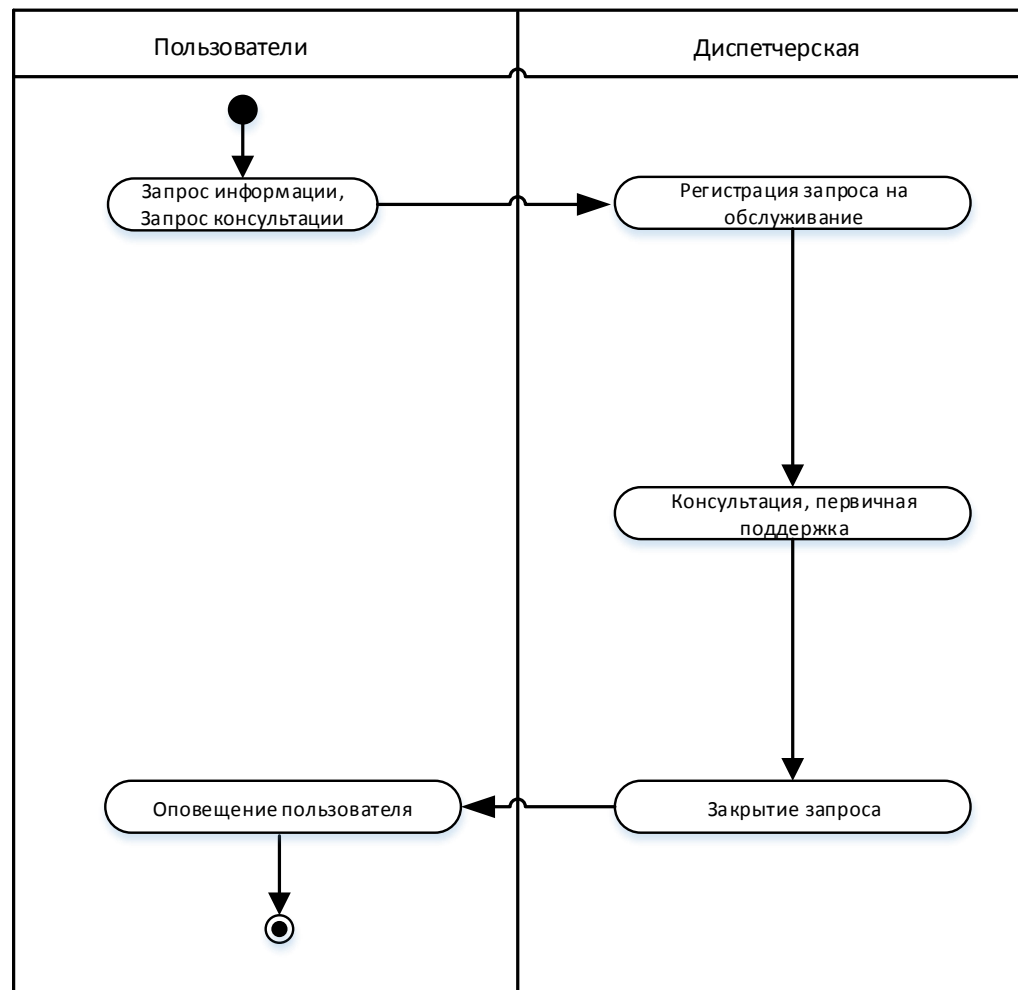 Пользователи
Диспетчерская
Запрос информации,
Запрос консультации
Регистрация запроса на
обслуживание
Консультация, первичная
поддержка
Оповещение пользователя
Закрытие запроса